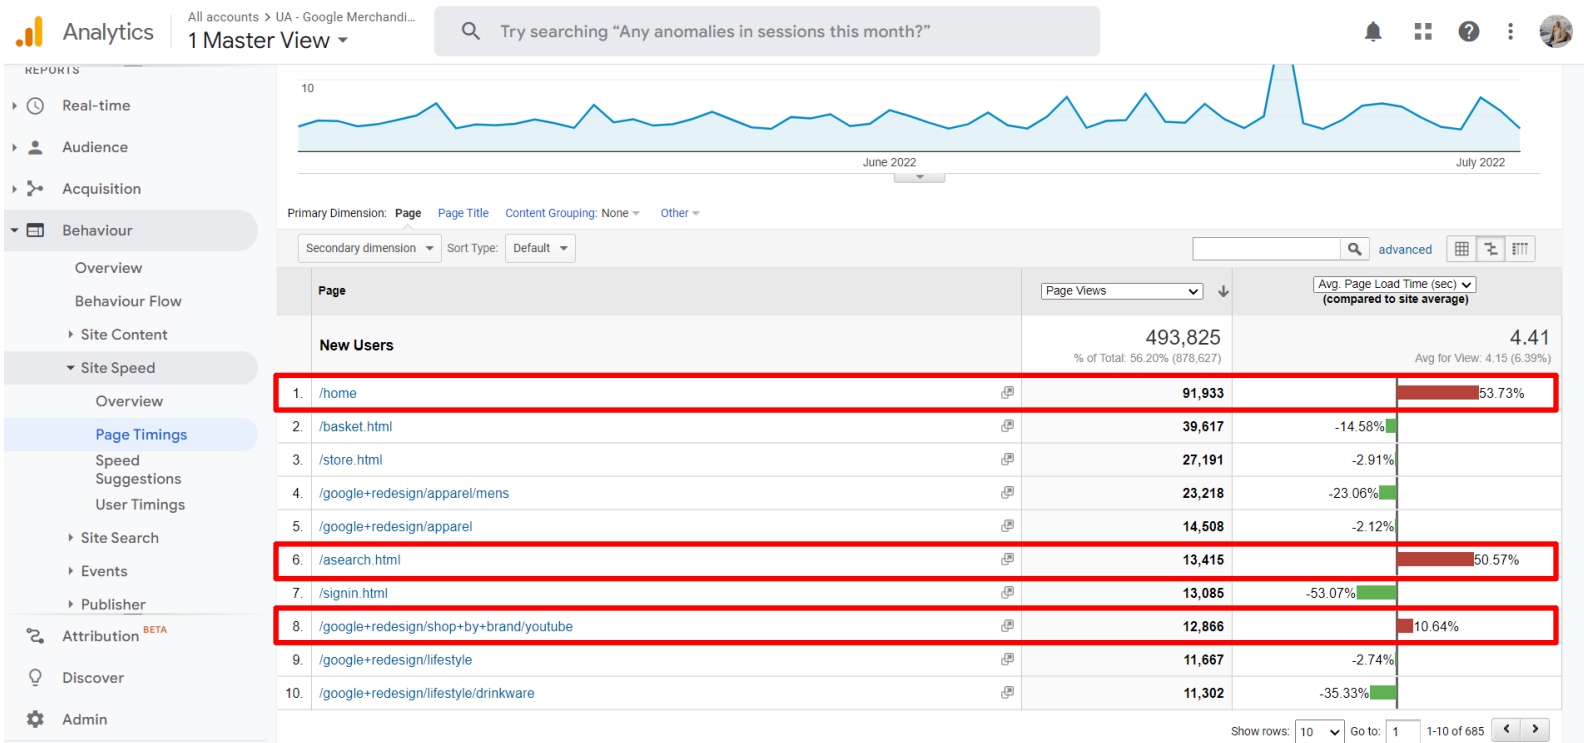 Analytics
All accounts > UA - Google Merchandi...
1 Master View
Try searching “Any anomalies in sessions this month?”
REPORTS
Real-time
Audience
Acquisition
Behaviour
Overview
Behaviour Flow
Site Content
Site Speed
Overview
Page Timings
Speed
Suggestions
User Timings
Site Search
Events
Publisher
Attribution BETA
Discover
Admin
10
June 2022
July 2022
Primary Dimension: Page Page Title Content Grouping: None Other
Secondary dimension Sort Type: Default advanced
Page Page Views Avg. Page Load Time (sec)
(compared to site average)
New Users 493,825 4.41
% of Total: 56.20% (878,627) Avg for View: 4.15 (6.39%)
1. /home 91,933 53.73%
2. /basket.html 39,617 -14.58%
3. /store.html 27,191 -2.91%
4. /google+redesign/apparel/mens 23,218 -23.06%
5. /google+redesign/apparel 14,508 -2.12%
6. /asearch.html 13,415 50.57%
7. /signin.html 13,085 -53.07%
8. /google+redesign/shop+by+brand/youtube 12,866 10.64%
9. /google+redesign/lifestyle 11,667 -2.74%
10. /google+redesign/lifestyle/drinkware 11,302 -35.33%
Show rows: 10 Go to: 1 1-10 of 685